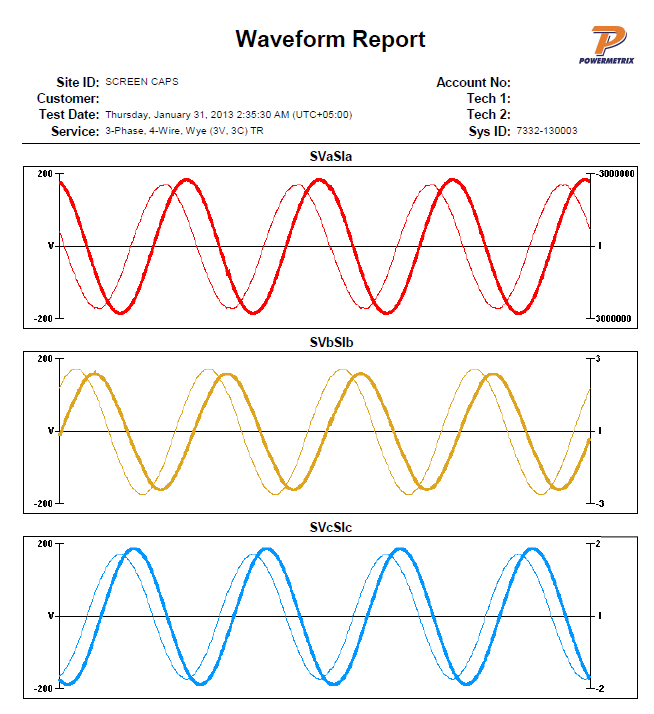 Waveform Report
POWERMETRIX
Site ID: SCREEN CAPS
Account No:
Customer:
Tech 1:
Test Date: Thursday, January 31, 2013 2:35:30 AM (UTC+05:00)
Tech 2:
Service: 3-Phase, 4-Wire, Wye (3V, 3C) TR
Sys ID: 7332-130003
SVaSIa
200
-3000000
V
I
-200
3000000
SVbSIb
200
3
V
I
-200
-3
SVcSIc
200
2
V
I
-200
-2